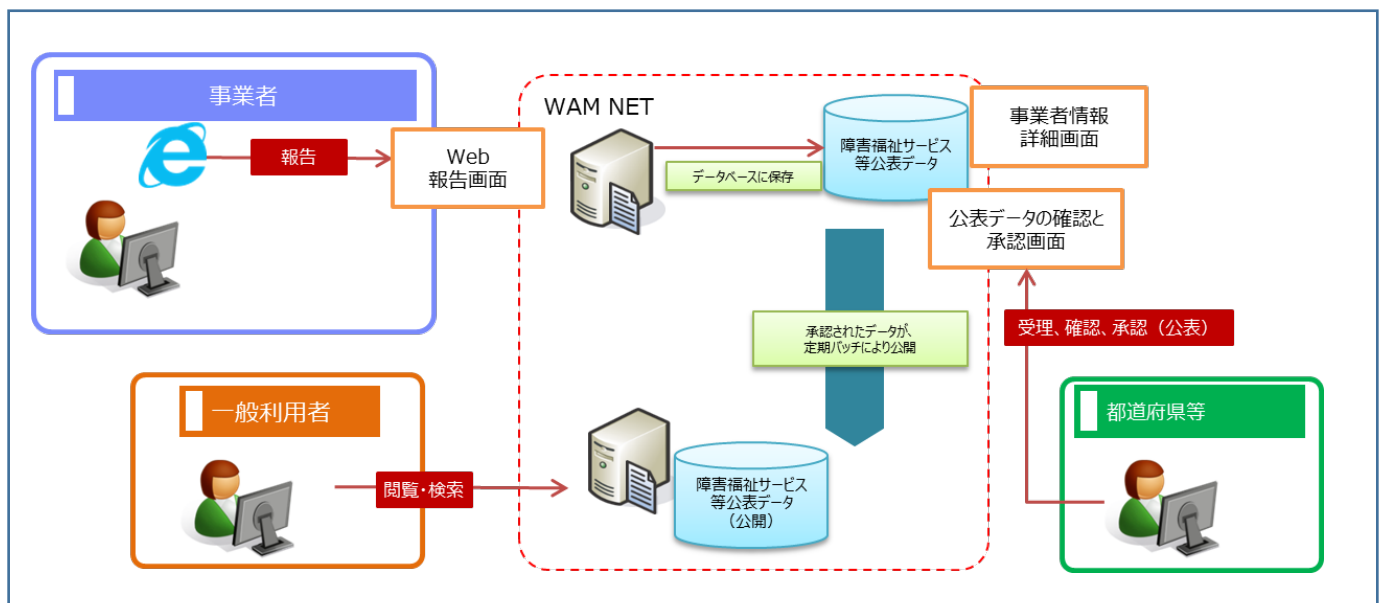 事業者
報告
Web
報告画面
WAM NET
データベースに保存
障害福祉サービス
等公表データ
事業者情報
詳細画面
公表データの確認と
承認画面
承認されたデータが、
定期バッチにより公開
受理、確認、承認（公表）
一般利用者
閲覧・検索
障害福祉サービス
等公表データ
（公開）
都道府県等